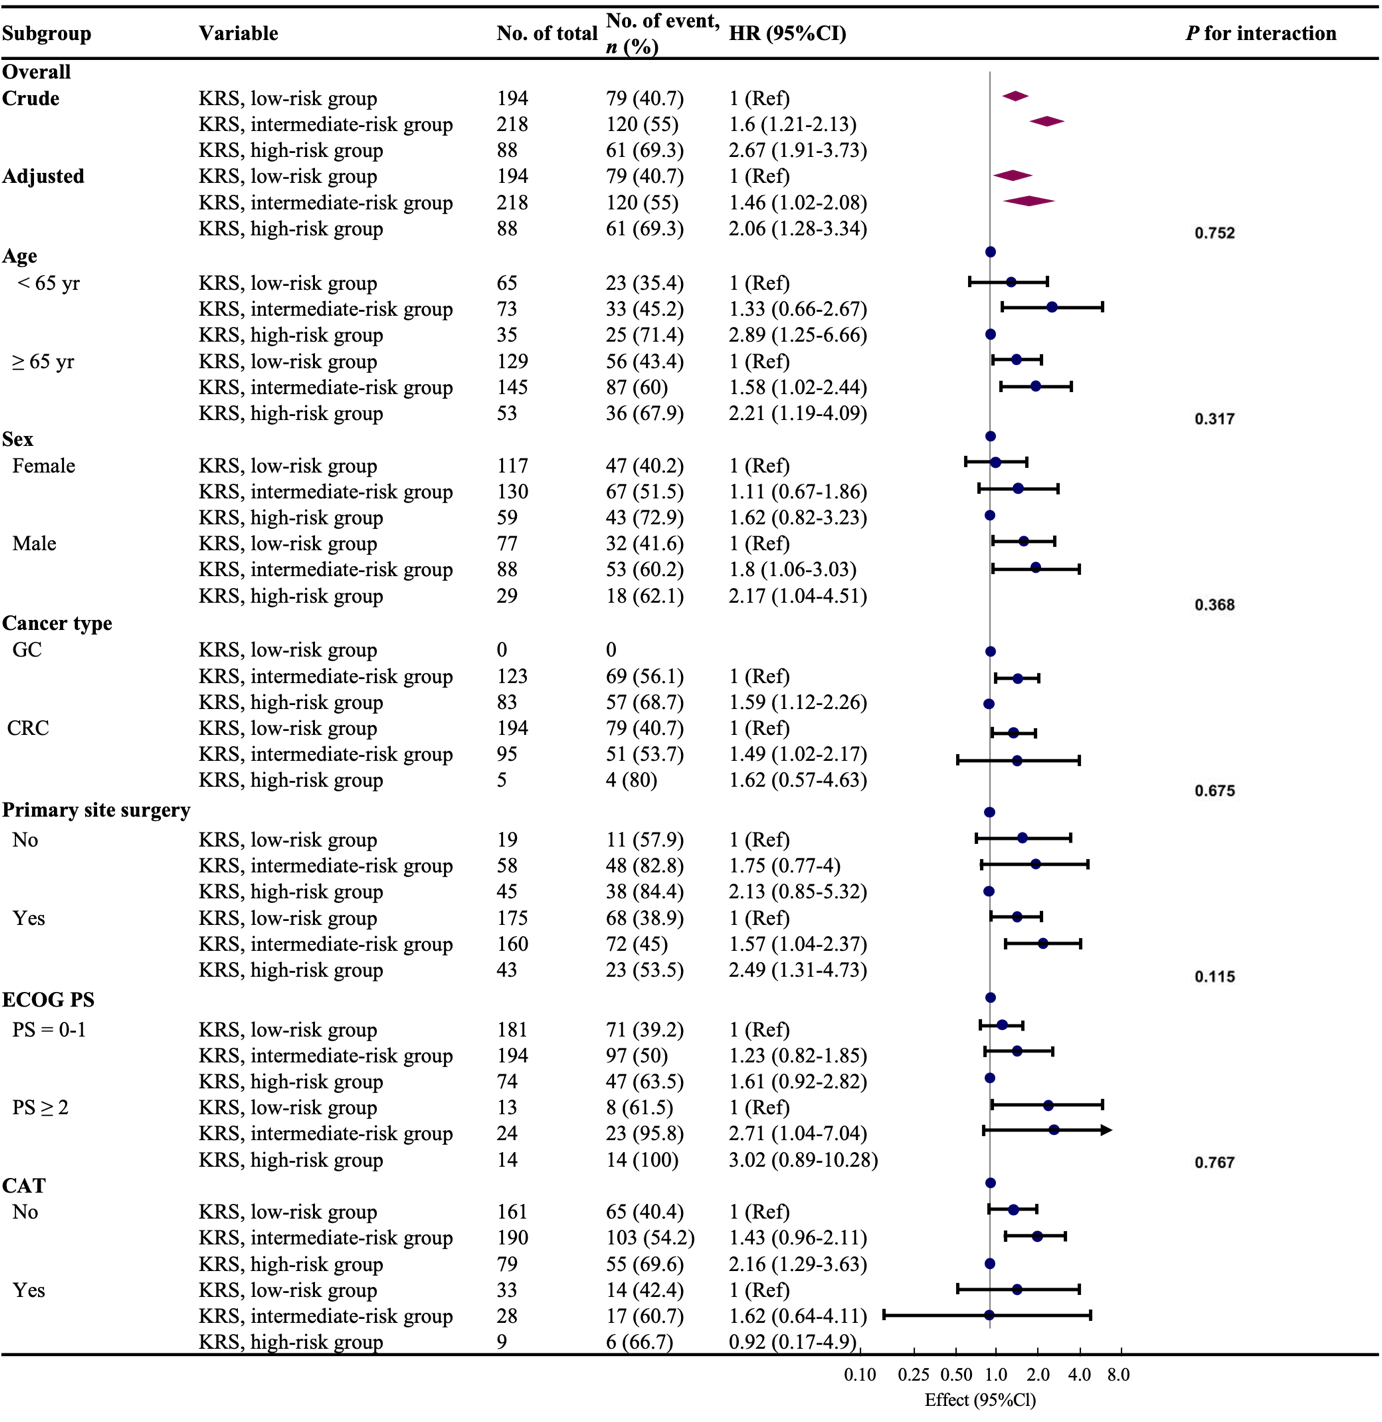 Subgroup Variable No. of total No. of event, n (%) HR (95%CI) P for interaction
Overall
Crude KRS, low-risk group 194 79 (40.7) 1 (Ref)
KRS, intermediate-risk group 218 120 (55) 1.6 (1.21-2.13)
KRS, high-risk group 88 61 (69.3) 2.67 (1.91-3.73)
Adjusted KRS, low-risk group 194 79 (40.7) 1 (Ref)
KRS, intermediate-risk group 218 120 (55) 1.46 (1.02-2.08)
KRS, high-risk group 88 61 (69.3) 2.06 (1.28-3.34) 0.752
Age
< 65 yr KRS, low-risk group 65 23 (35.4) 1 (Ref)
KRS, intermediate-risk group 73 33 (45.2) 1.33 (0.66-2.67)
KRS, high-risk group 35 25 (71.4) 2.89 (1.25-6.66)
≥ 65 yr KRS, low-risk group 129 56 (43.4) 1 (Ref)
KRS, intermediate-risk group 145 87 (60) 1.58 (1.02-2.44)
KRS, high-risk group 53 36 (67.9) 2.21 (1.19-4.09) 0.317
Sex
Female KRS, low-risk group 117 47 (40.2) 1 (Ref)
KRS, intermediate-risk group 130 67 (51.5) 1.11 (0.67-1.86)
KRS, high-risk group 59 43 (72.9) 1.62 (0.82-3.23)
Male KRS, low-risk group 77 32 (41.6) 1 (Ref)
KRS, intermediate-risk group 88 53 (60.2) 1.8 (1.06-3.03)
KRS, high-risk group 29 18 (62.1) 2.17 (1.04-4.51) 0.368
Cancer type
GC KRS, low-risk group 0 0
KRS, intermediate-risk group 123 69 (56.1) 1 (Ref)
KRS, high-risk group 83 57 (68.7) 1.59 (1.12-2.26)
CRC KRS, low-risk group 194 79 (40.7) 1 (Ref)
KRS, intermediate-risk group 95 51 (53.7) 1.49 (1.02-2.17)
KRS, high-risk group 5 4 (80) 1.62 (0.57-4.63) 0.675
Primary site surgery
No KRS, low-risk group 19 11 (57.9) 1 (Ref)
KRS, intermediate-risk group 58 48 (82.8) 1.75 (0.77-4)
KRS, high-risk group 45 38 (84.4) 2.13 (0.85-5.32)
Yes KRS, low-risk group 175 68 (38.9) 1 (Ref)
KRS, intermediate-risk group 160 72 (45) 1.57 (1.04-2.37)
KRS, high-risk group 43 23 (53.5) 2.49 (1.31-4.73) 0.115
ECOG PS
PS = 0-1 KRS, low-risk group 181 71 (39.2) 1 (Ref)
KRS, intermediate-risk group 194 97 (50) 1.23 (0.82-1.85)
KRS, high-risk group 74 47 (63.5) 1.61 (0.92-2.82)
PS ≥ 2 KRS, low-risk group 13 8 (61.5) 1 (Ref)
KRS, intermediate-risk group 24 23 (95.8) 2.71 (1.04-7.04)
KRS, high-risk group 14 14 (100) 3.02 (0.89-10.28) 0.767
CAT
No KRS, low-risk group 161 65 (40.4) 1 (Ref)
KRS, intermediate-risk group 190 103 (54.2) 1.43 (0.96-2.11)
KRS, high-risk group 79 55 (69.6) 2.16 (1.29-3.63)
Yes KRS, low-risk group 33 14 (42.4) 1 (Ref)
KRS, intermediate-risk group 28 17 (60.7) 1.62 (0.64-4.11)
KRS, high-risk group 9 6 (66.7) 0.92 (0.17-4.9)
0.10 0.25 0.50 1.0 2.0 4.0 8.0
Effect (95%Cl)